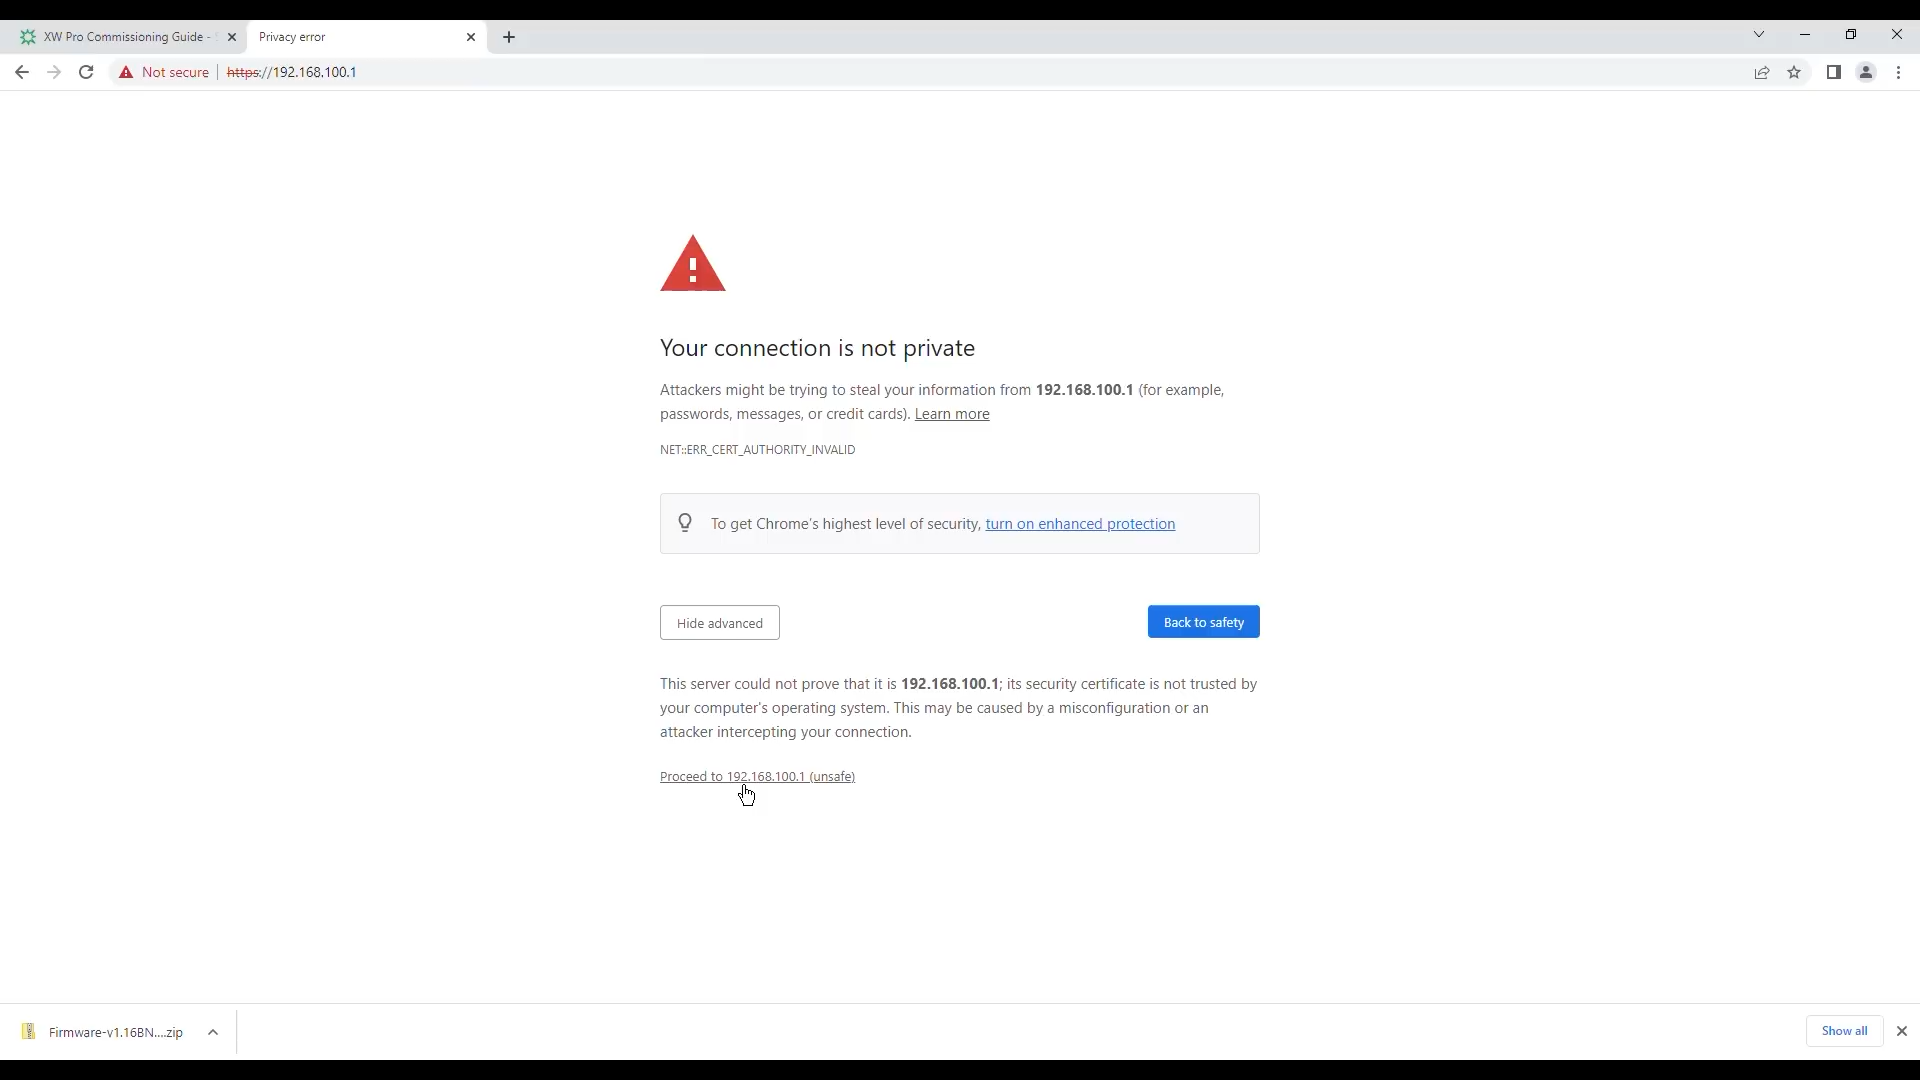 XW Pro Commissioning Guide -
Privacy error
Not secure
https://192.168.100.1
Your connection is not private
Attackers might be trying to steal your information from 192.168.100.1 (for example,
passwords, messages, or credit cards). Learn more
NET::ERR_CERT_AUTHORITY_INVALID
To get Chrome's highest level of security, turn on enhanced protection
Hide advanced
Back to safety
This server could not prove that it is 192.168.100.1; its security certificate is not trusted by
your computer's operating system. This may be caused by a misconfiguration or an
attacker intercepting your connection.
Proceed to 192.168.100.1 (unsafe)
Firmware-v1.16BN....zip
Show all